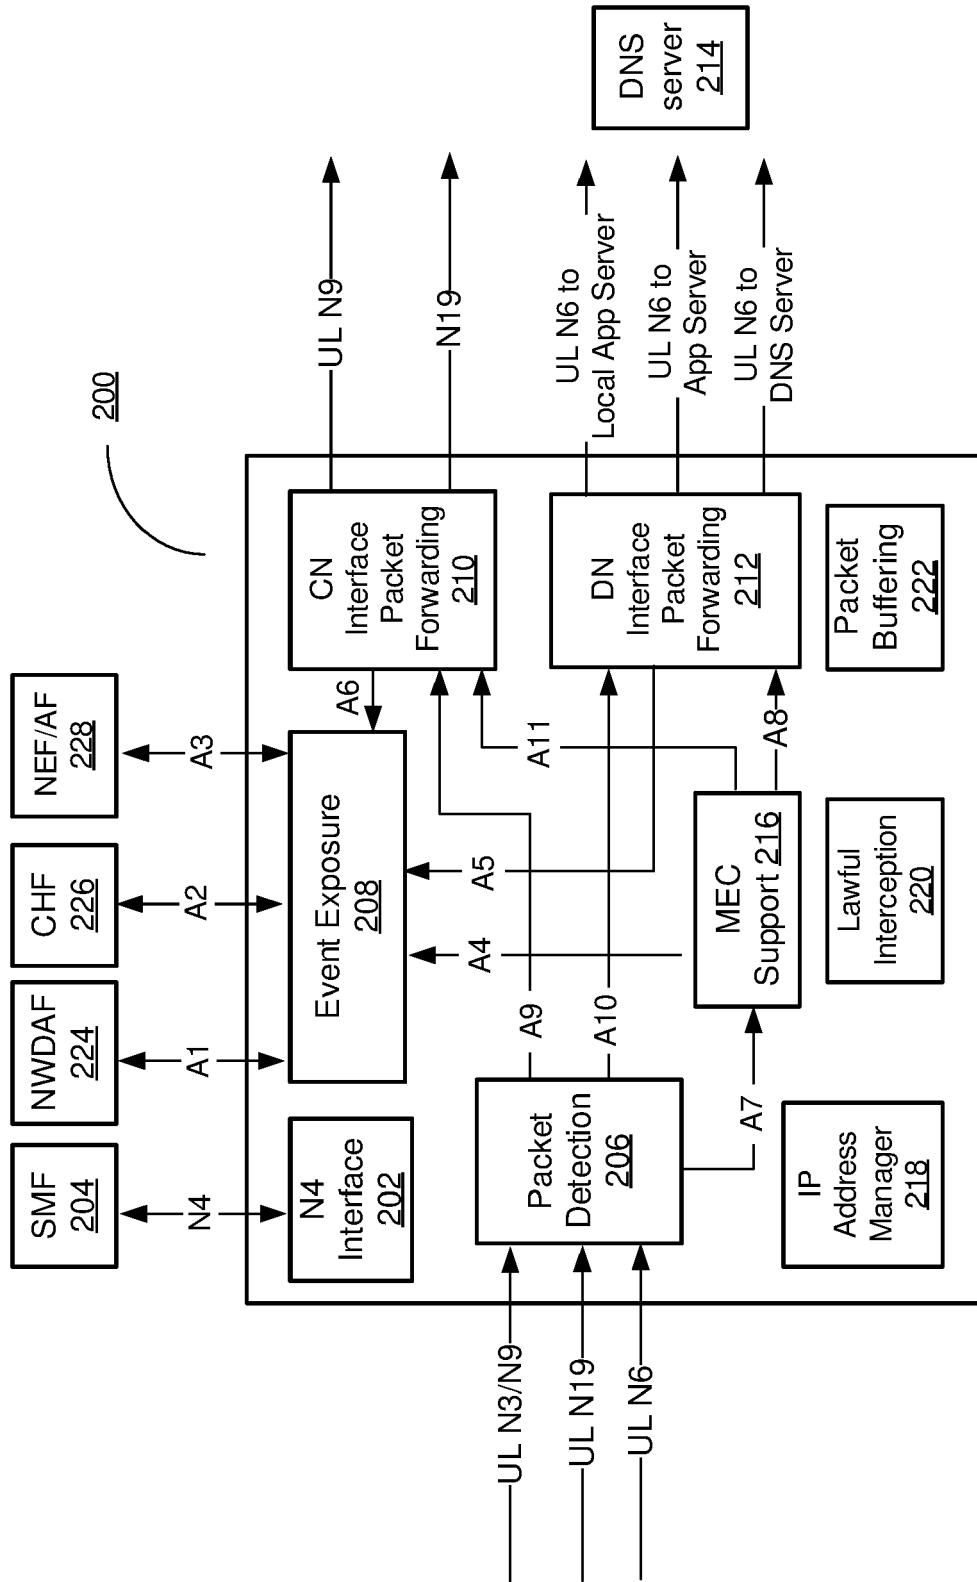 SMF
204
NWDAF
224
CHF
226
NEF/AF
228
200
N4
A1
A2
A3
N4
Interface
202
Event Exposure
208
A6
CN
Interface
Packet
Forwarding
210
UL N9
N19
UL N3/N9
UL N19
UL N6
Packet
Detection
206
A9
A10
A4
A5
A11
A7
MEC
Support 216
A8
DN
Interface
Packet
Forwarding
212
UL N6 to
Local App Server
UL N6 to
App Server
UL N6 to
DNS Server
DNS
server
214
IP
Address
Manager
218
Lawful
Interception
220
Packet
Buffering
222